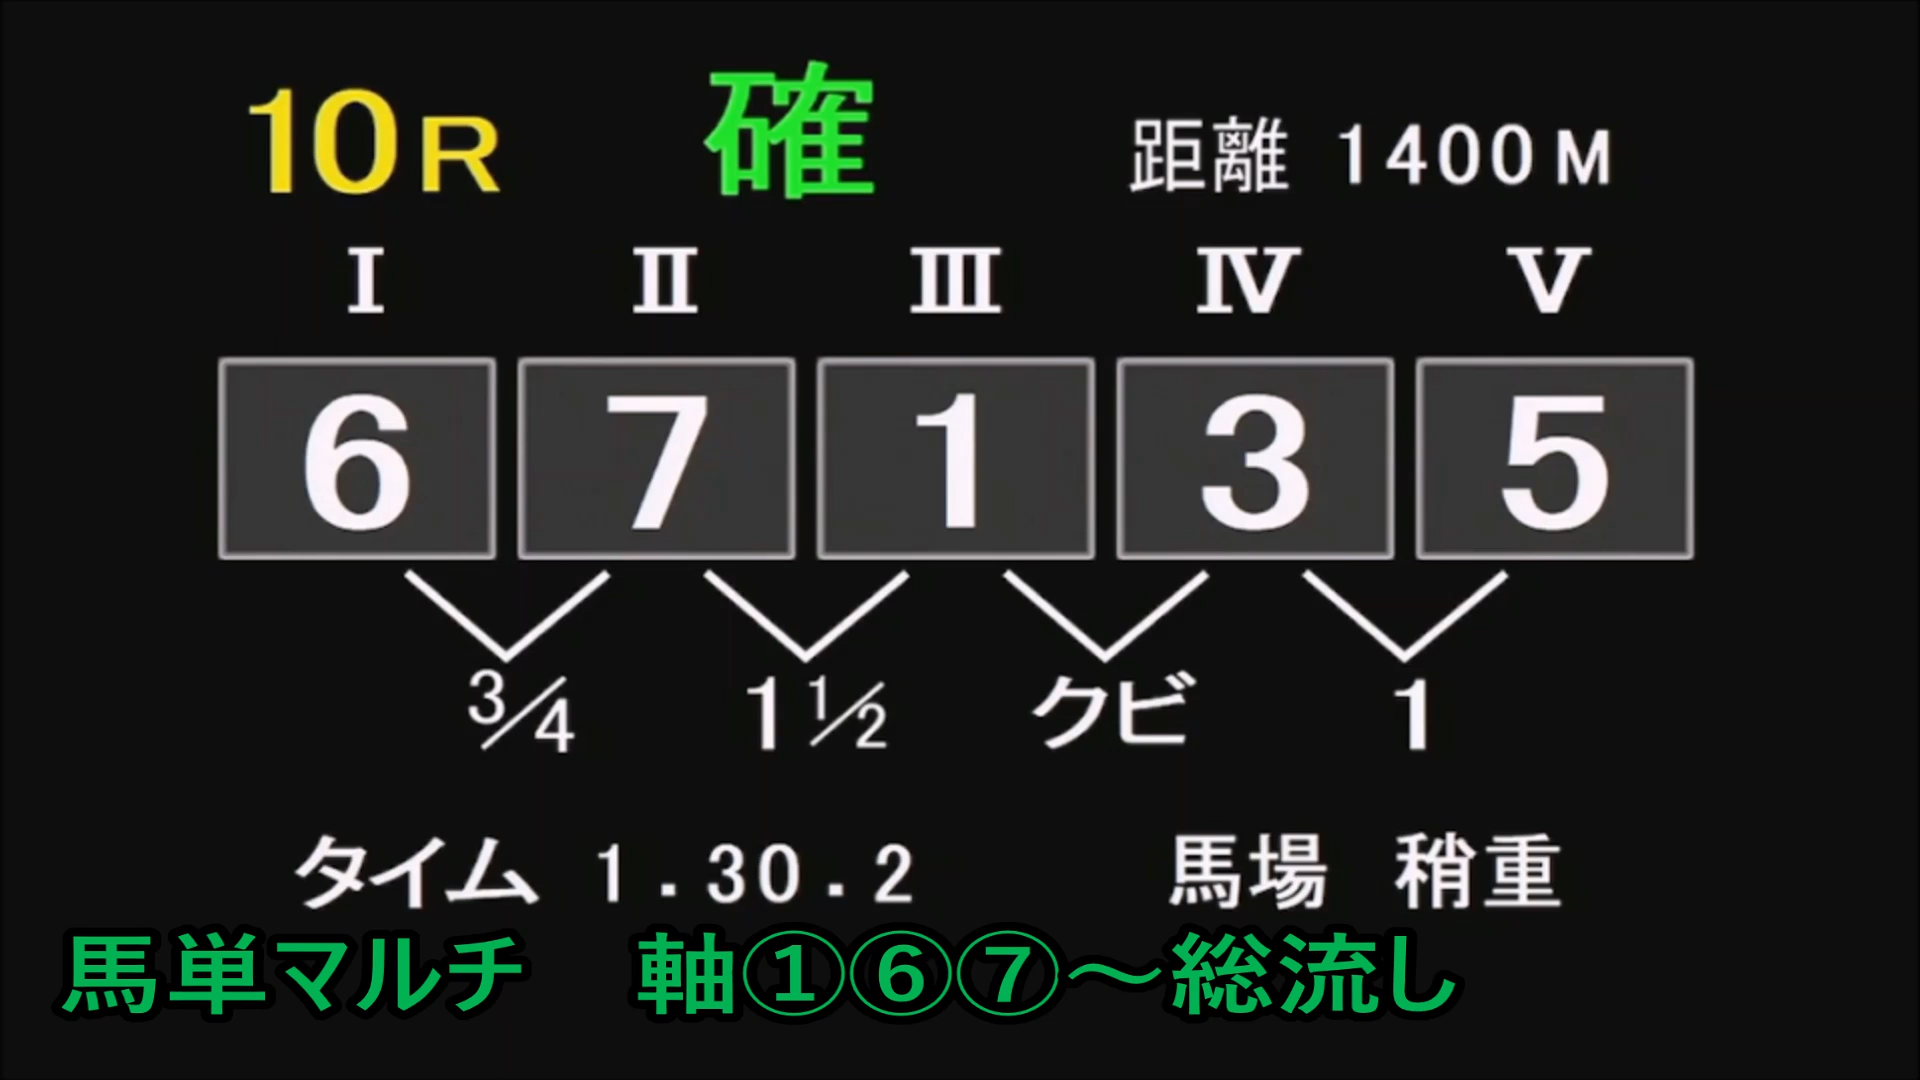 10R 確 距離 1400M
Ⅰ Ⅱ Ⅲ Ⅳ Ⅴ
6 7 1 3 5
3/4 1 1/2 クビ 1
タイム 1.30.2 馬場 稍重
馬単マルチ 軸①⑥⑦～総流し